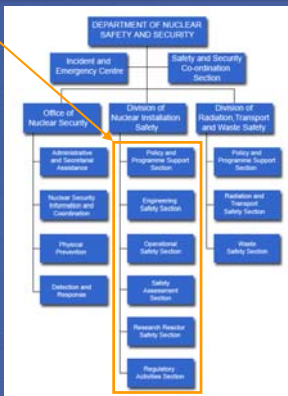 DEPARTMENT OF NUCLEAR
SAFETY AND SECURITY
Incident and
Emergency Centre
Safety and Security
Co-ordination
Section
Office of
Nuclear Security
Division of
Nuclear Installation
Safety
Division of
Radiation, Transport
and Waste Safety
Administrative
and Secretarial
Assistance
Nuclear Security
Information and
Coordination
Physical
Prevention
Detection and
Response
Policy and
Programme Support
Section
Engineering
Safety Section
Operational
Safety Section
Safety
Assessment
Section
Research Reactor
Safety Section
Regulatory
Activities Section
Policy and
Programme Support
Section
Radiation and
Transport
Safety Section
Waste
Safety Section